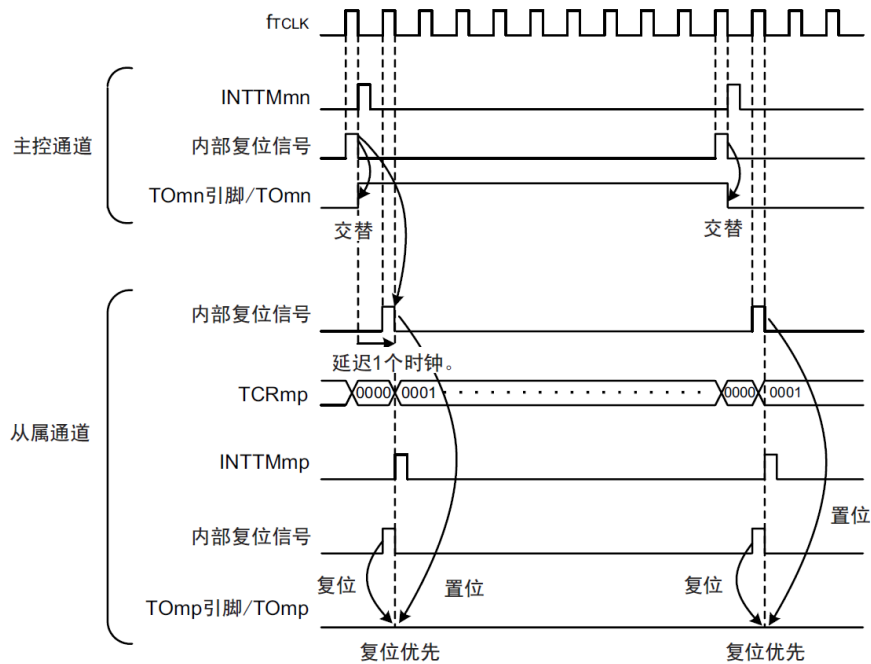 fTCLK
INTTMmn
主控通道
内部复位信号
TOmn引脚/TOmn
交替
交替
内部复位信号
延迟1个时钟。
TCRmp
0000
0001
0000
0001
从属通道
INTTMmp
置位
内部复位信号
复位
置位
复位
TOmp引脚/TOmp
复位优先
复位优先